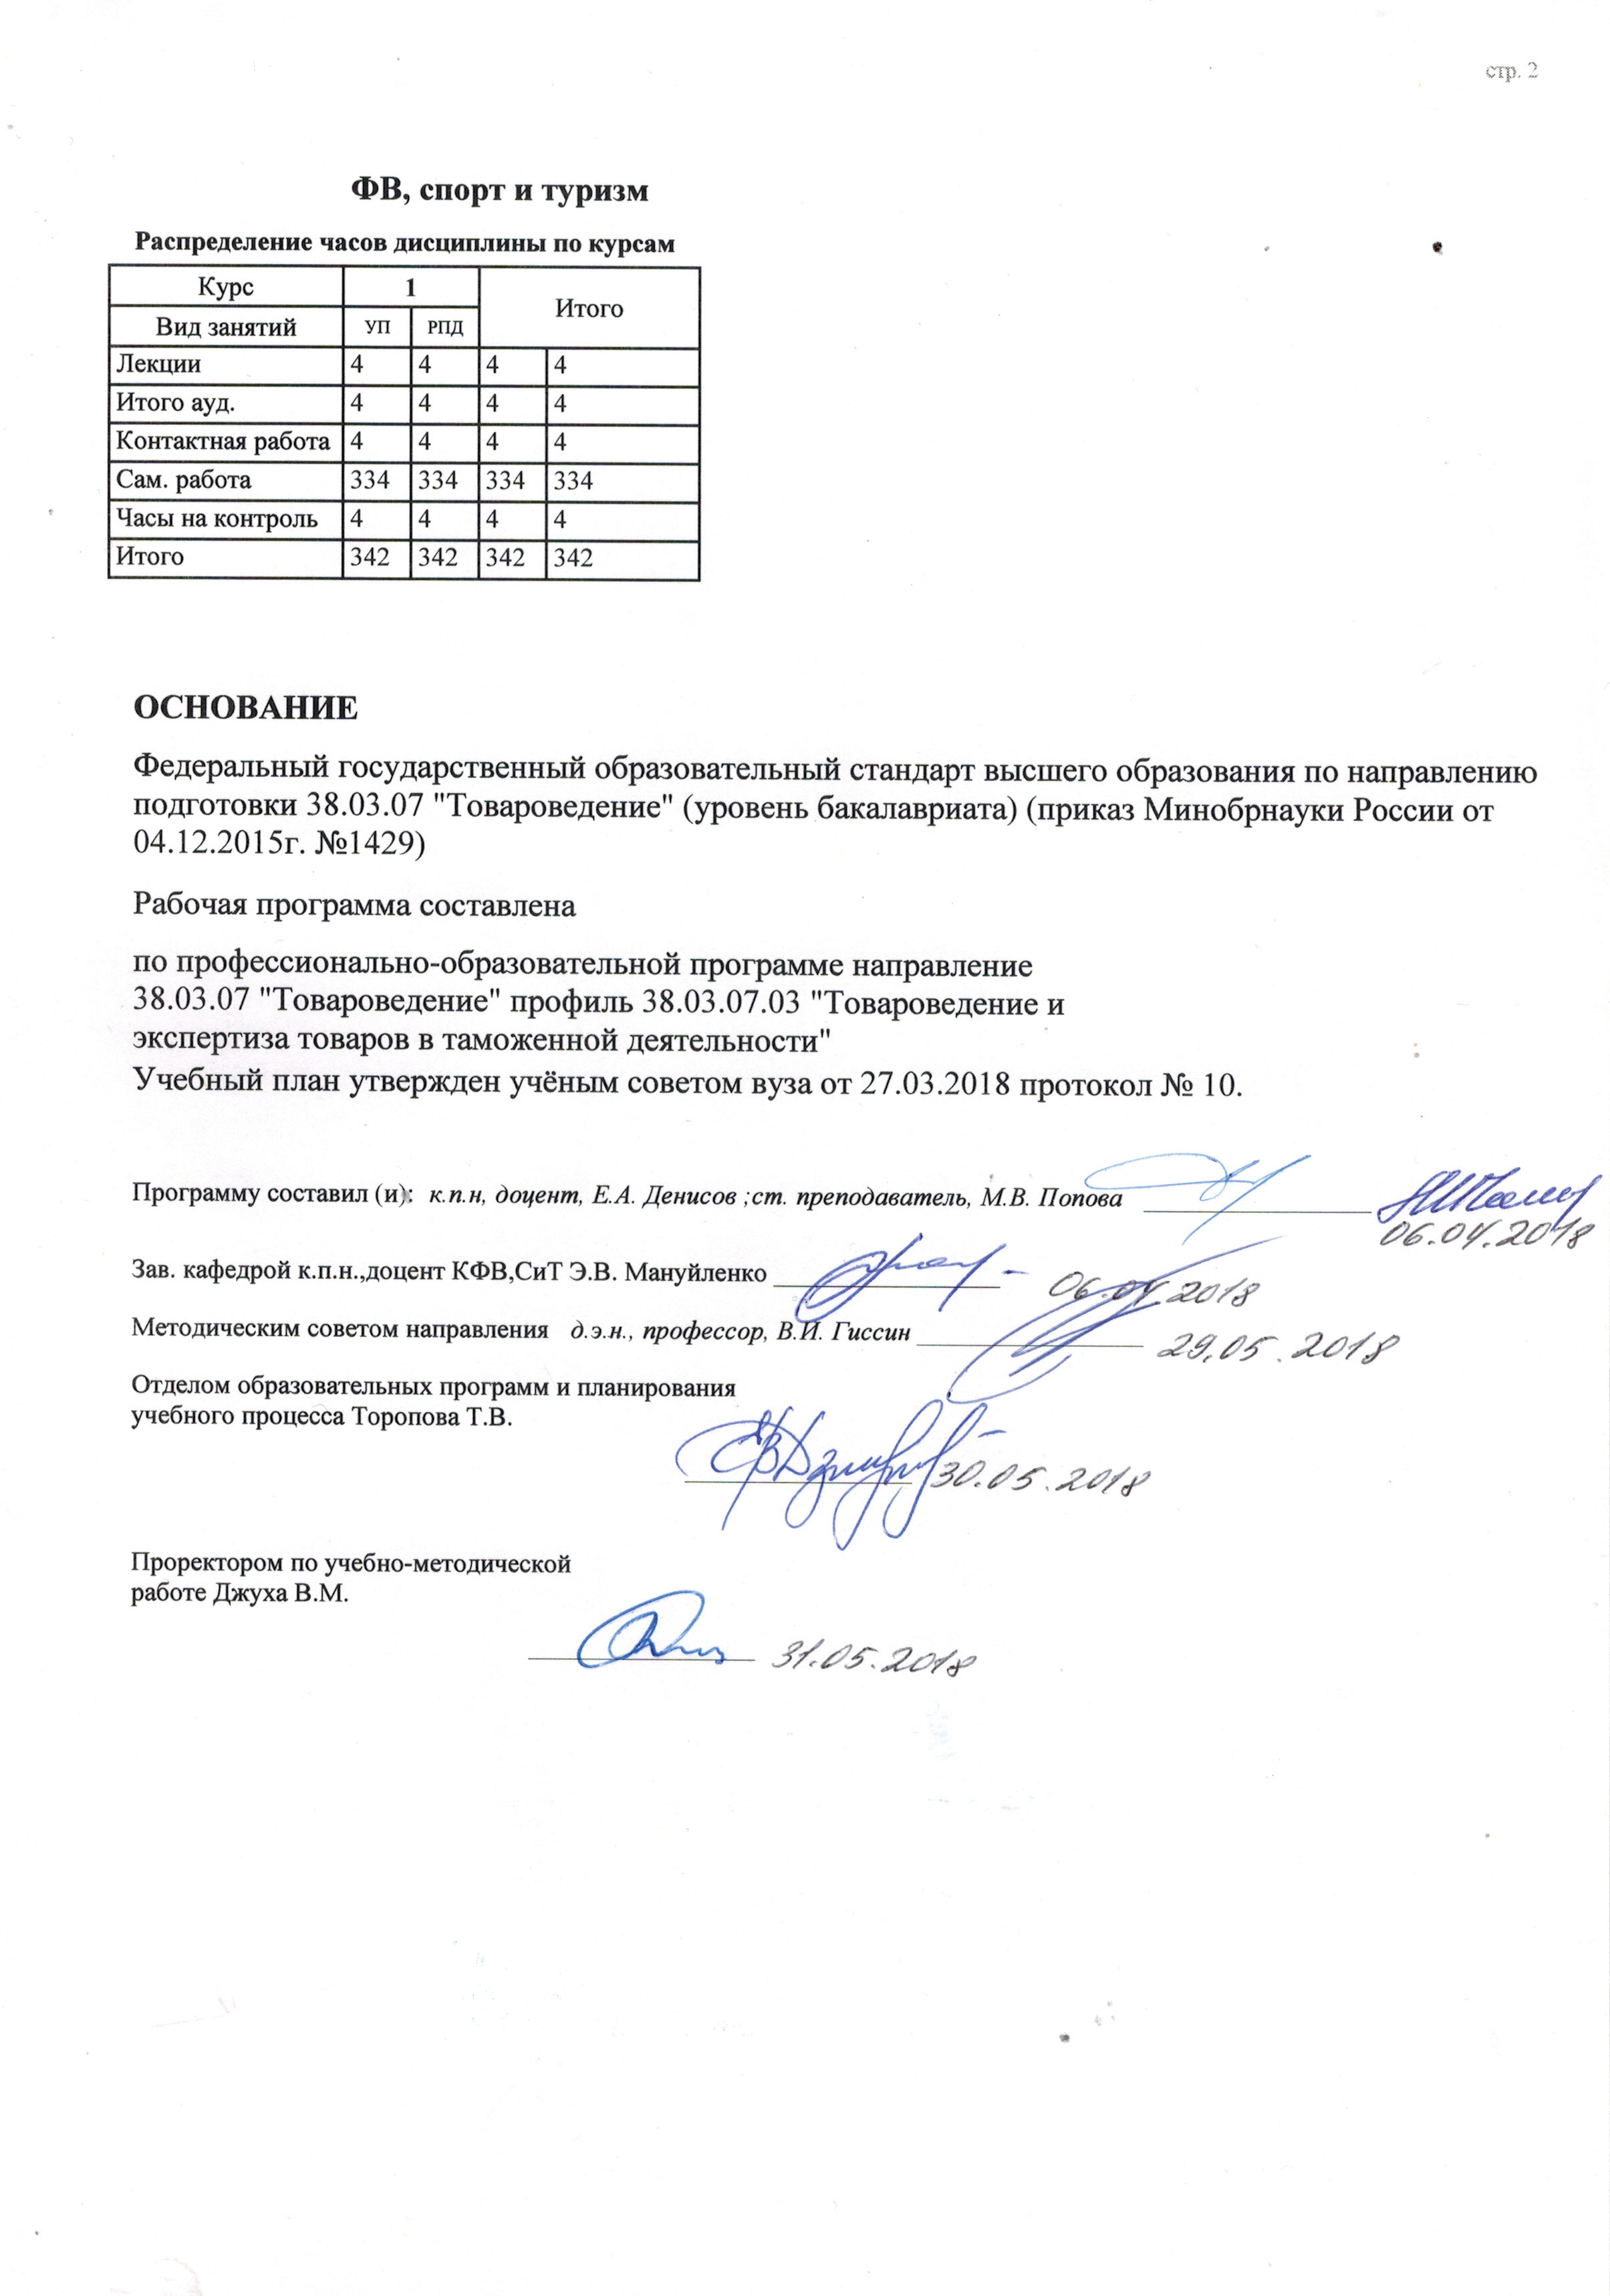 стр. 2
ФВ, спорт и туризм
Распределение часов дисциплины по курсам
Курс 1 Итого
Вид занятий УП РПД
Лекции 4 4 4 4
Итого ауд. 4 4 4 4
Контактная работа 4 4 4 4
Сам. работа 334 334 334 334
Часы на контроль 4 4 4 4
Итого 342 342 342 342
ОСНОВАНИЕ
Федеральный государственный образовательный стандарт высшего образования по направлению
подготовки 38.03.07 "Товароведение" (уровень бакалавриата) (приказ Минобрнауки России от
04.12.2015г. №1429)
Рабочая программа составлена
по профессионально-образовательной программе направление
38.03.07 "Товароведение" профиль 38.03.07.03 "Товароведение и
экспертиза товаров в таможенной деятельности"
Учебный план утвержден учёным советом вуза от 27.03.2018 протокол № 10.
Программу составил (и): к.п.н, доцент, Е.А. Денисов ;ст. преподаватель, М.В. Попова
06.04.2018
Зав. кафедрой к.п.н.,доцент КФВ,СиТ Э.В. Мануйленко 06.04.2018
Методическим советом направления д.э.н., профессор, В.И. Гиссин 29.05.2018
Отделом образовательных программ и планирования
учебного процесса Торопова Т.В.
30.05.2018
Проректором по учебно-методической
работе Джуха В.М.
31.05.2018